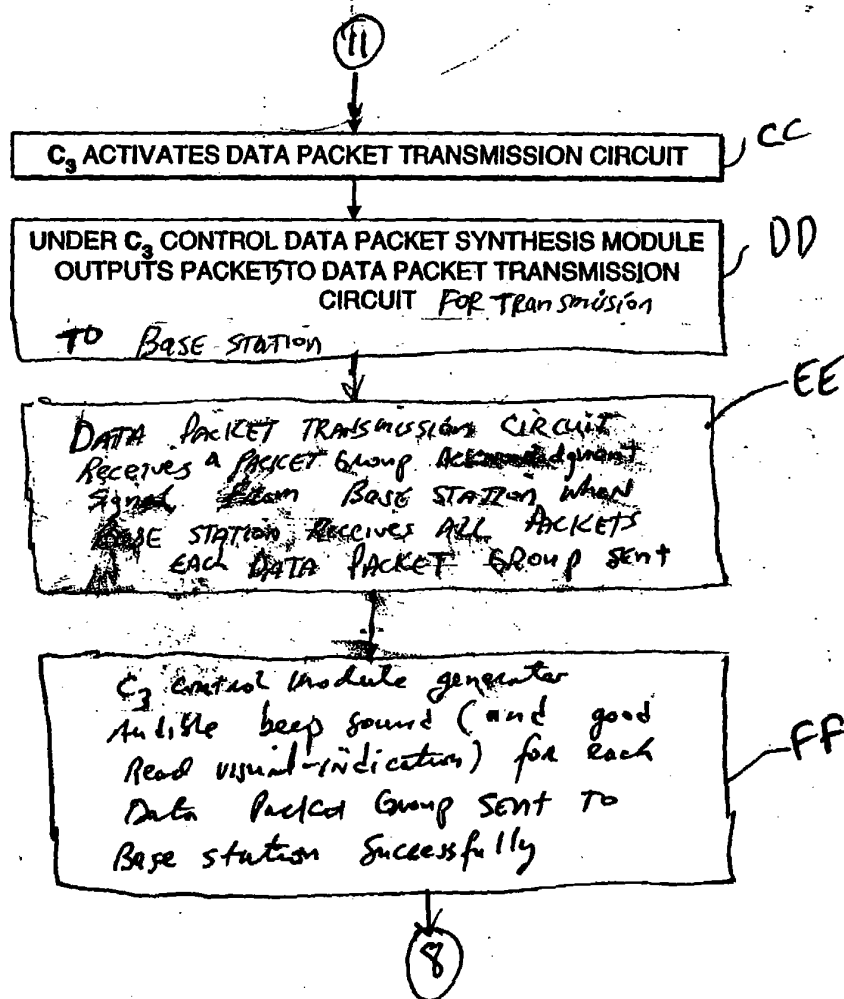 11
C3 ACTIVATES DATA PACKET TRANSMISSION CIRCUIT
CC
UNDER C3 CONTROL DATA PACKET SYNTHESIS MODULE
OUTPUTS PACKETS TO DATA PACKET TRANSMISSION
CIRCUIT FOR Transmision
TO BASE STATION
DD
DATA PACKET TRANSMISSION CIRCUIT
Receives a PACKET Group
Signal From BASE STATION when
BASE STATION Receives ALL PACKETS
EACH DATA PACKET GROUP SENT
EE
C3 control module generator
Audible beep sound (and good
Read visual-indication) for each
Data Packet Group SENT TO
Base station Successfully
FF
8